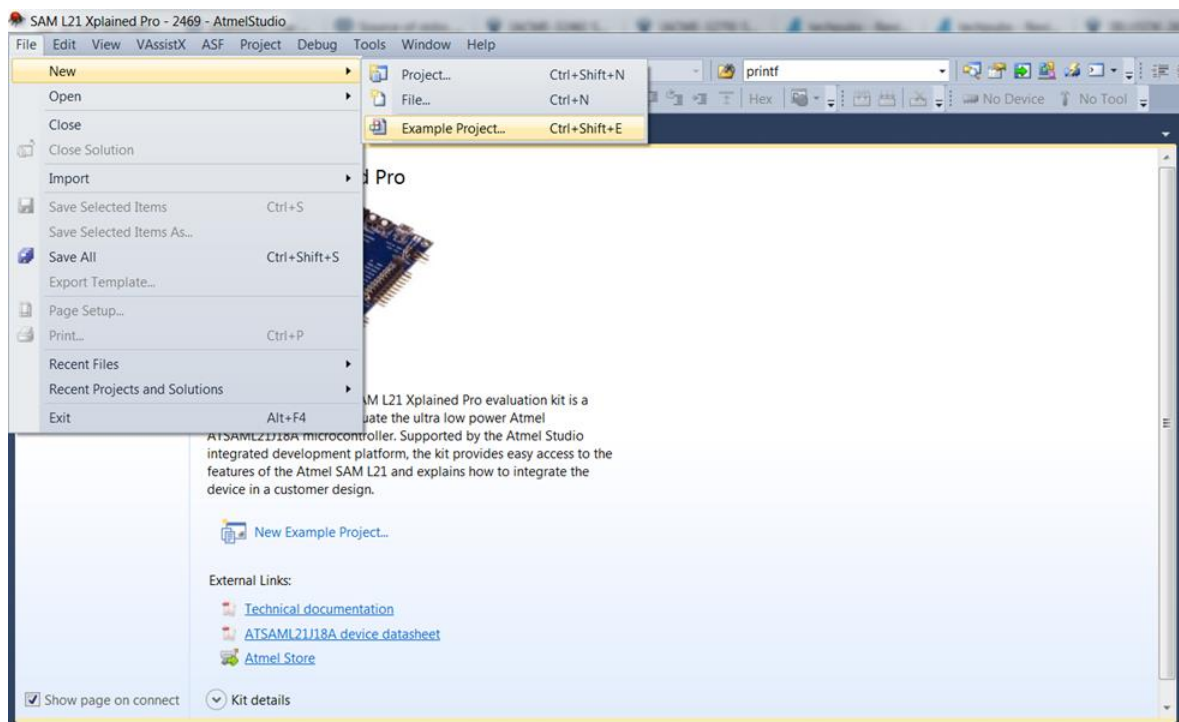 SAM L21 Xplained Pro - 2469 - AtmelStudio
File Edit View VAssistX ASF Project Debug Tools Window Help
New
Open
Close
Close Solution
Import
Save Selected Items Ctrl+S
Save Selected Items As...
Save All Ctrl+Shift+S
Export Template...
Page Setup...
Print... Ctrl+P
Recent Files
Recent Projects and Solutions
Exit Alt+F4
Project... Ctrl+Shift+N
File... Ctrl+N
Example Project... Ctrl+Shift+E
printf
Hex
No Device No Tool
d Pro
AM L21 Xplained Pro evaluation kit is a
uate the ultra low power Atmel
ATSAML21J18A microcontroller. Supported by the Atmel Studio
integrated development platform, the kit provides easy access to the
features of the Atmel SAM L21 and explains how to integrate the
device in a customer design.
New Example Project...
External Links:
Technical documentation
ATSAML21J18A device datasheet
Atmel Store
Show page on connect
Kit details